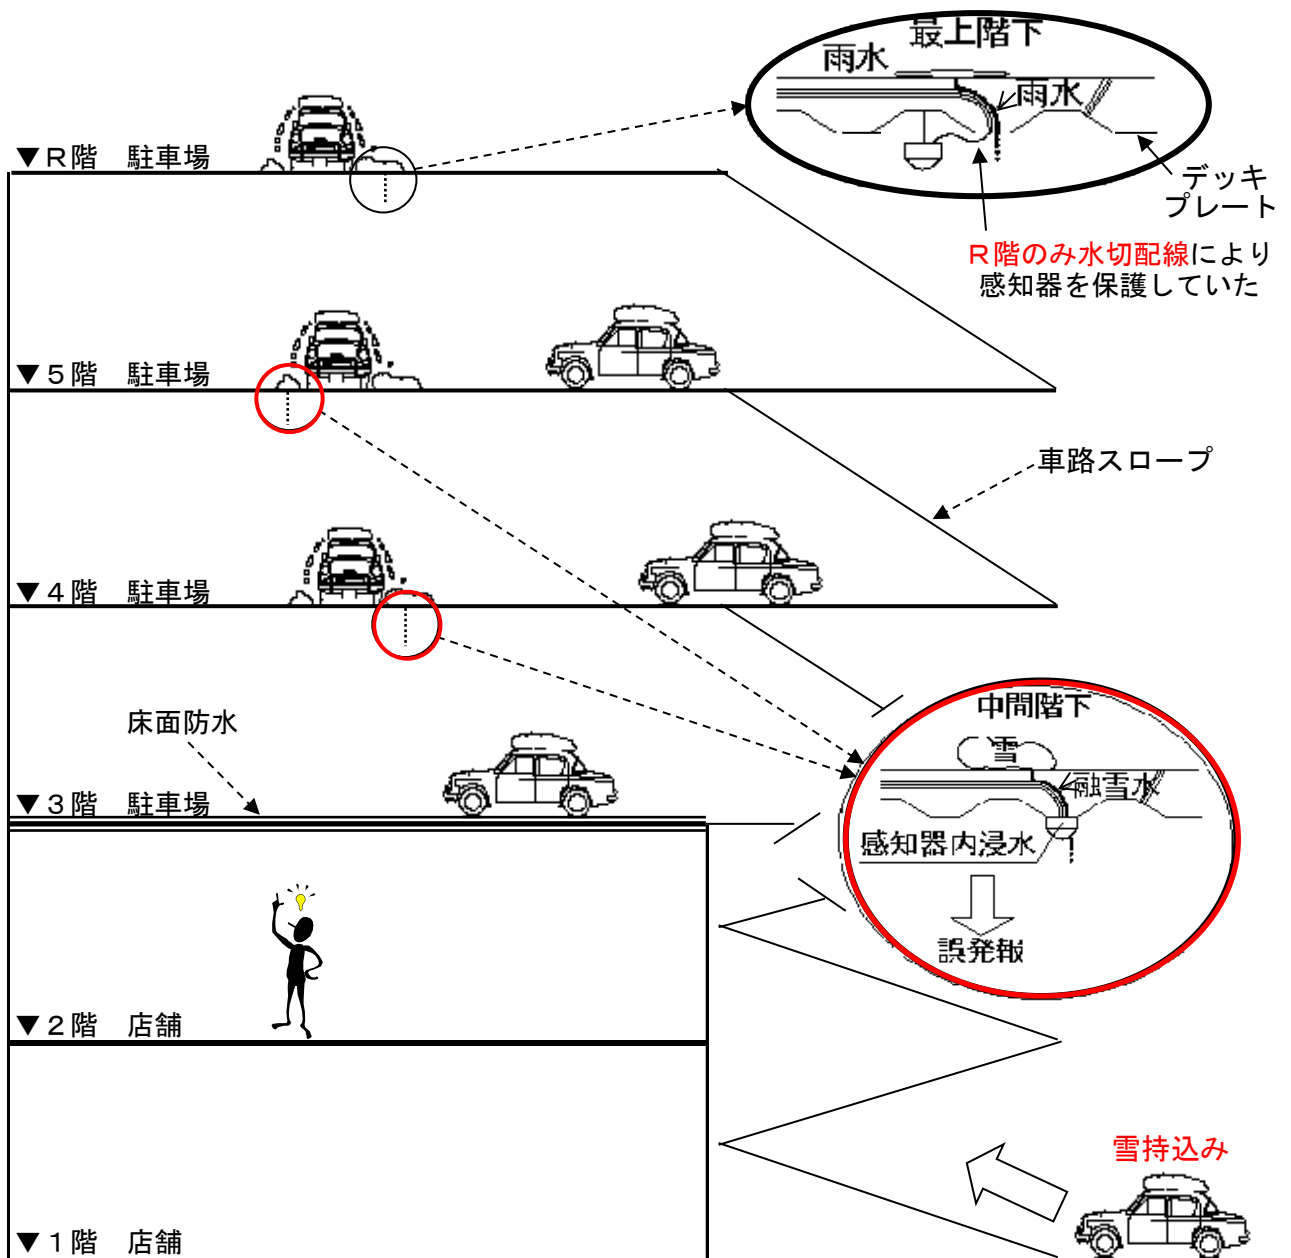 最上階下
雨水
雨水
▼R階 駐車場
デッキ
プレート
R階のみ水切配線により
感知器を保護していた
▼5階 駐車場
車路スロープ
▼4階 駐車場
中間階下
雪
融雪水
感知器内浸水
誤発報
床面防水
▼3階 駐車場
▼2階 店舗
雪持込み
▼1階 店舗